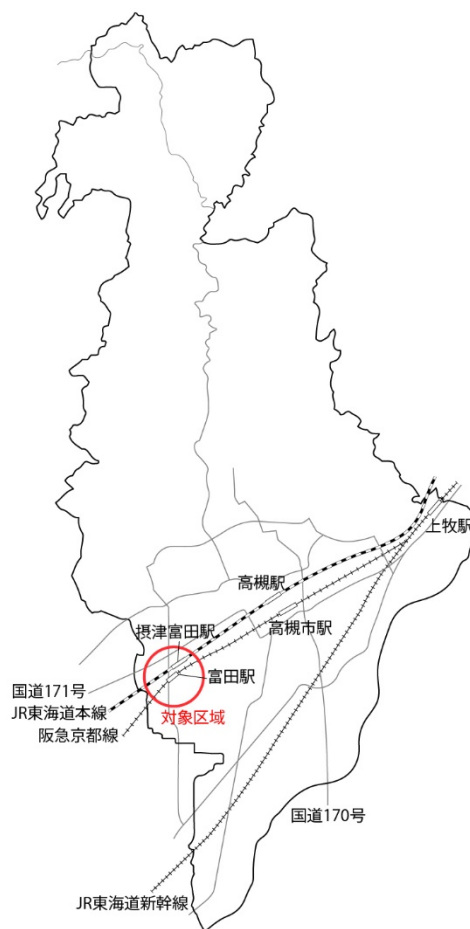 上牧駅
高槻駅
高槻市駅
摂津富田駅
富田駅
国道171号
JR東海道本線
対象区域
阪急京都線
国道170号
JR東海道新幹線